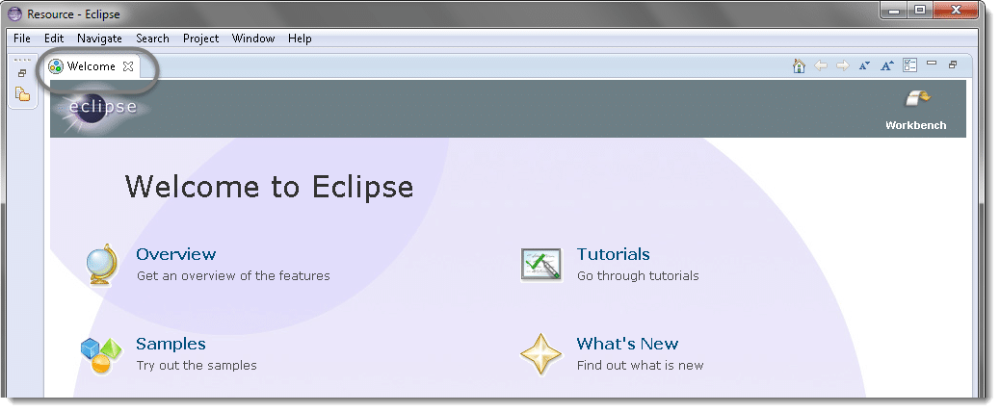 Resource - Eclipse
File Edit Navigate Search Project Window Help
Welcome
eclipse
Workbench
Welcome to Eclipse
Overview
Get an overview of the features
Tutorials
Go through tutorials
Samples
Try out the samples
What's New
Find out what is new